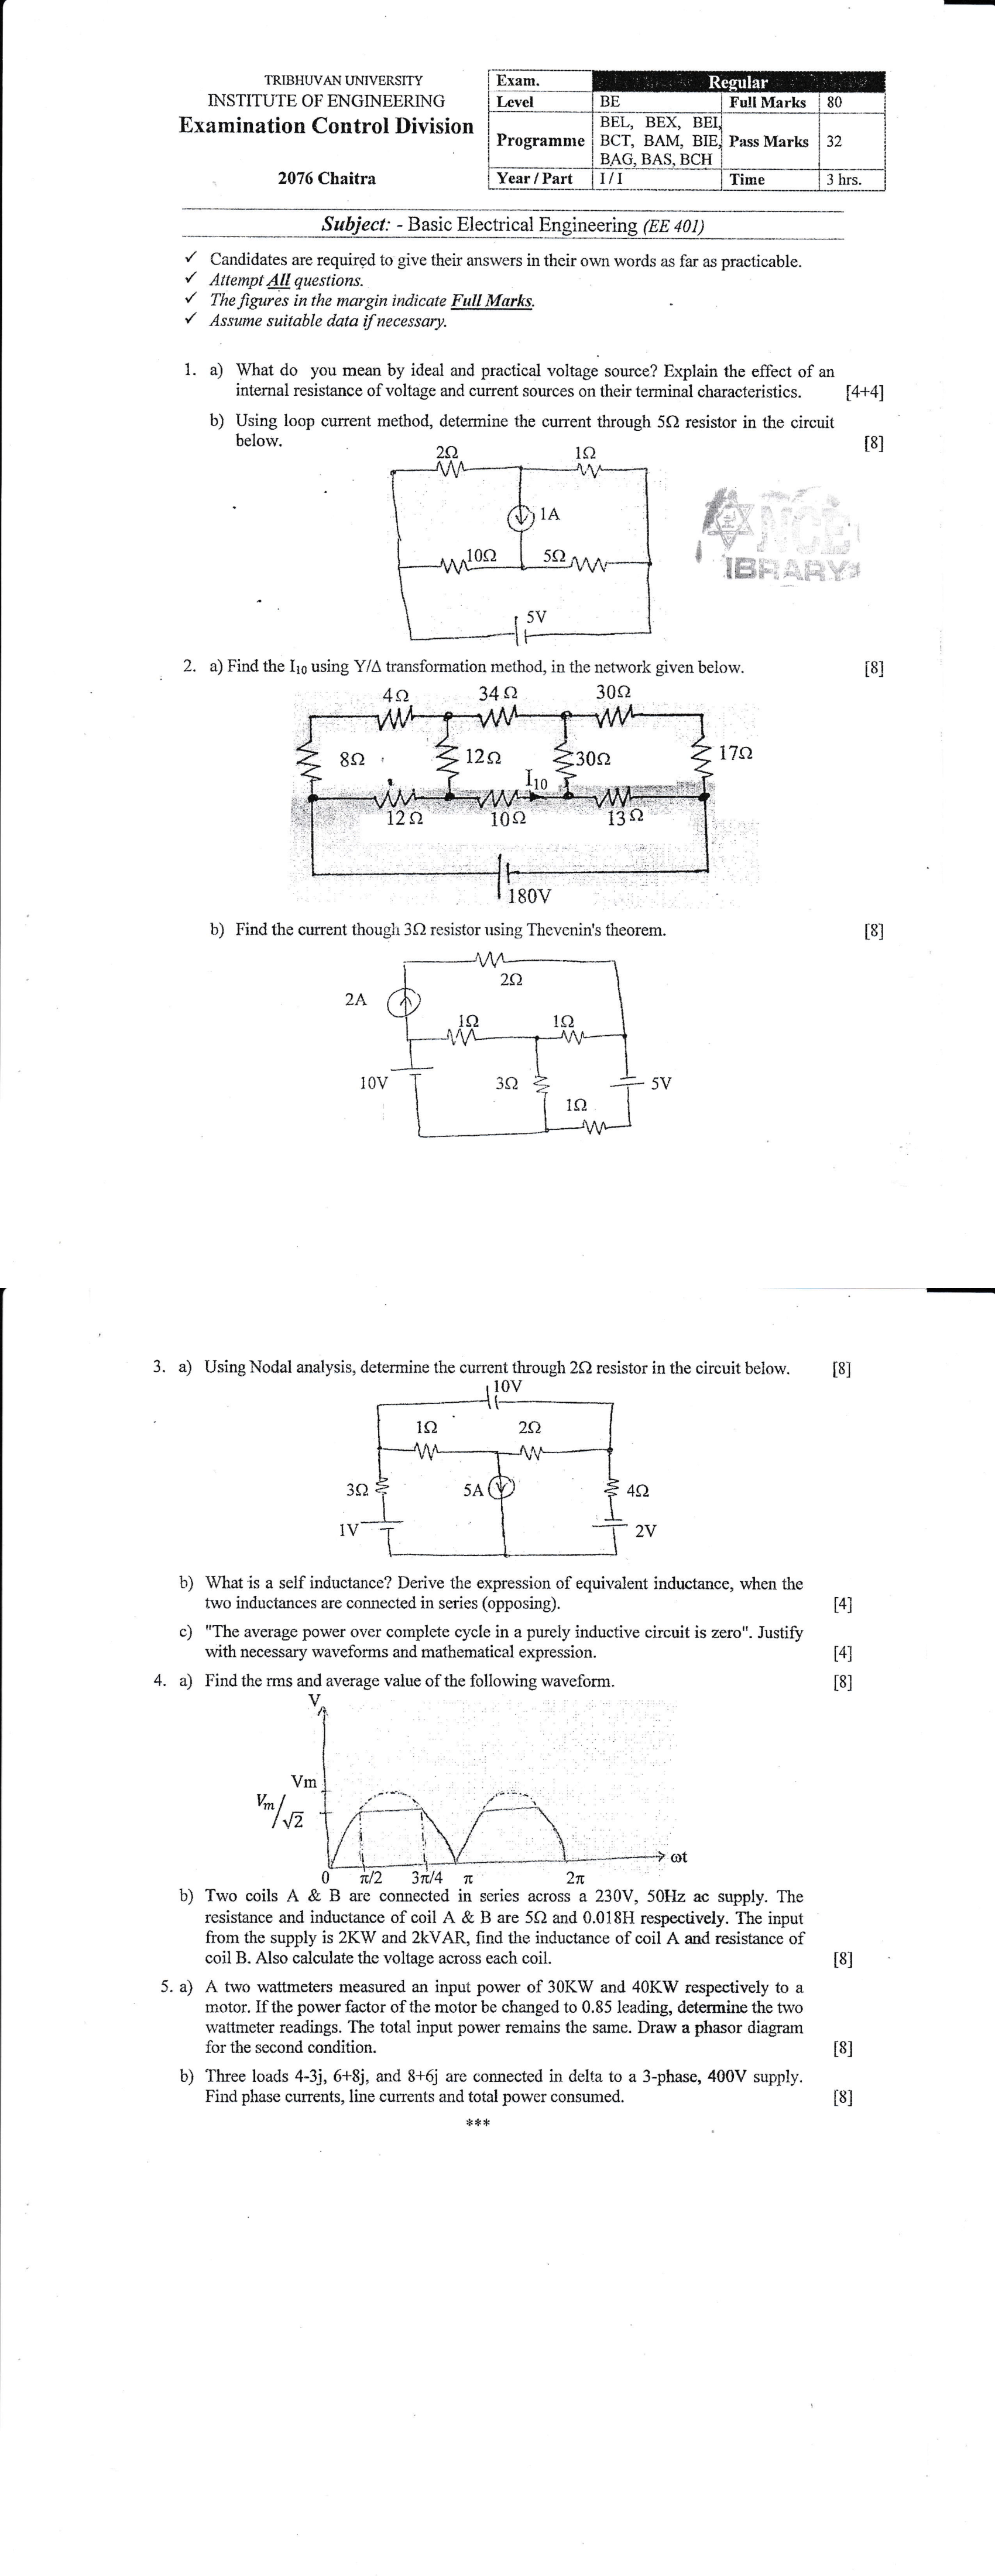 TRIBHUVAN UNIVERSITY
INSTITUTE OF ENGINEERING
Examination Control Division
2076 Chaitra
Exam. Regular
Level BE Full Marks 80
Programme BEL, BEX, BEI, BCT, BAM, BIE, BAG, BAS, BCH Pass Marks 32
Year / Part I / I Time 3 hrs.
Subject: - Basic Electrical Engineering (EE 401)
✓ Candidates are required to give their answers in their own words as far as practicable.
✓ Attempt All questions.
✓ The figures in the margin indicate Full Marks.
✓ Assume suitable data if necessary.
1. a) What do you mean by ideal and practical voltage source? Explain the effect of an
internal resistance of voltage and current sources on their terminal characteristics. [4+4]
b) Using loop current method, determine the current through 5Ω resistor in the circuit
below. [8]
2Ω 1Ω
1A
10Ω 5Ω
5V
NCE
IBRARY
2. a) Find the I10 using Y/Δ transformation method, in the network given below. [8]
4Ω 34Ω 30Ω
8Ω 12Ω 30Ω 17Ω
I10
12Ω 10Ω 13Ω
180V
b) Find the current though 3Ω resistor using Thevenin's theorem. [8]
2Ω
2A
1Ω 1Ω
10V 3Ω 5V
1Ω
3. a) Using Nodal analysis, determine the current through 2Ω resistor in the circuit below. [8]
10V
1Ω 2Ω
3Ω 5A 4Ω
1V 2V
b) What is a self inductance? Derive the expression of equivalent inductance, when the
two inductances are connected in series (opposing). [4]
c) "The average power over complete cycle in a purely inductive circuit is zero". Justify
with necessary waveforms and mathematical expression. [4]
4. a) Find the rms and average value of the following waveform. [8]
V
Vm
Vm/√2
ωt
0 π/2 3π/4 π 2π
b) Two coils A & B are connected in series across a 230V, 50Hz ac supply. The
resistance and inductance of coil A & B are 5Ω and 0.018H respectively. The input
from the supply is 2KW and 2kVAR, find the inductance of coil A and resistance of
coil B. Also calculate the voltage across each coil. [8]
5. a) A two wattmeters measured an input power of 30KW and 40KW respectively to a
motor. If the power factor of the motor be changed to 0.85 leading, determine the two
wattmeter readings. The total input power remains the same. Draw a phasor diagram
for the second condition. [8]
b) Three loads 4-3j, 6+8j, and 8+6j are connected in delta to a 3-phase, 400V supply.
Find phase currents, line currents and total power consumed. [8]
***